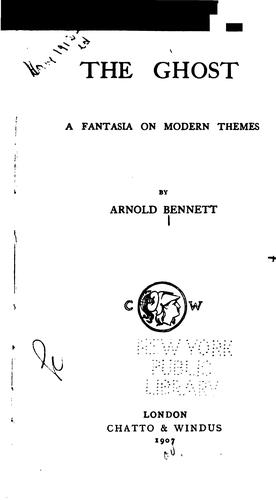 THE GHOST
A FANTASIA ON MODERN THEMES
BY
ARNOLD BENNETT
C W
NEW YORK
PUBLIC
LIBRARY
LONDON
CHATTO & WINDUS
1907